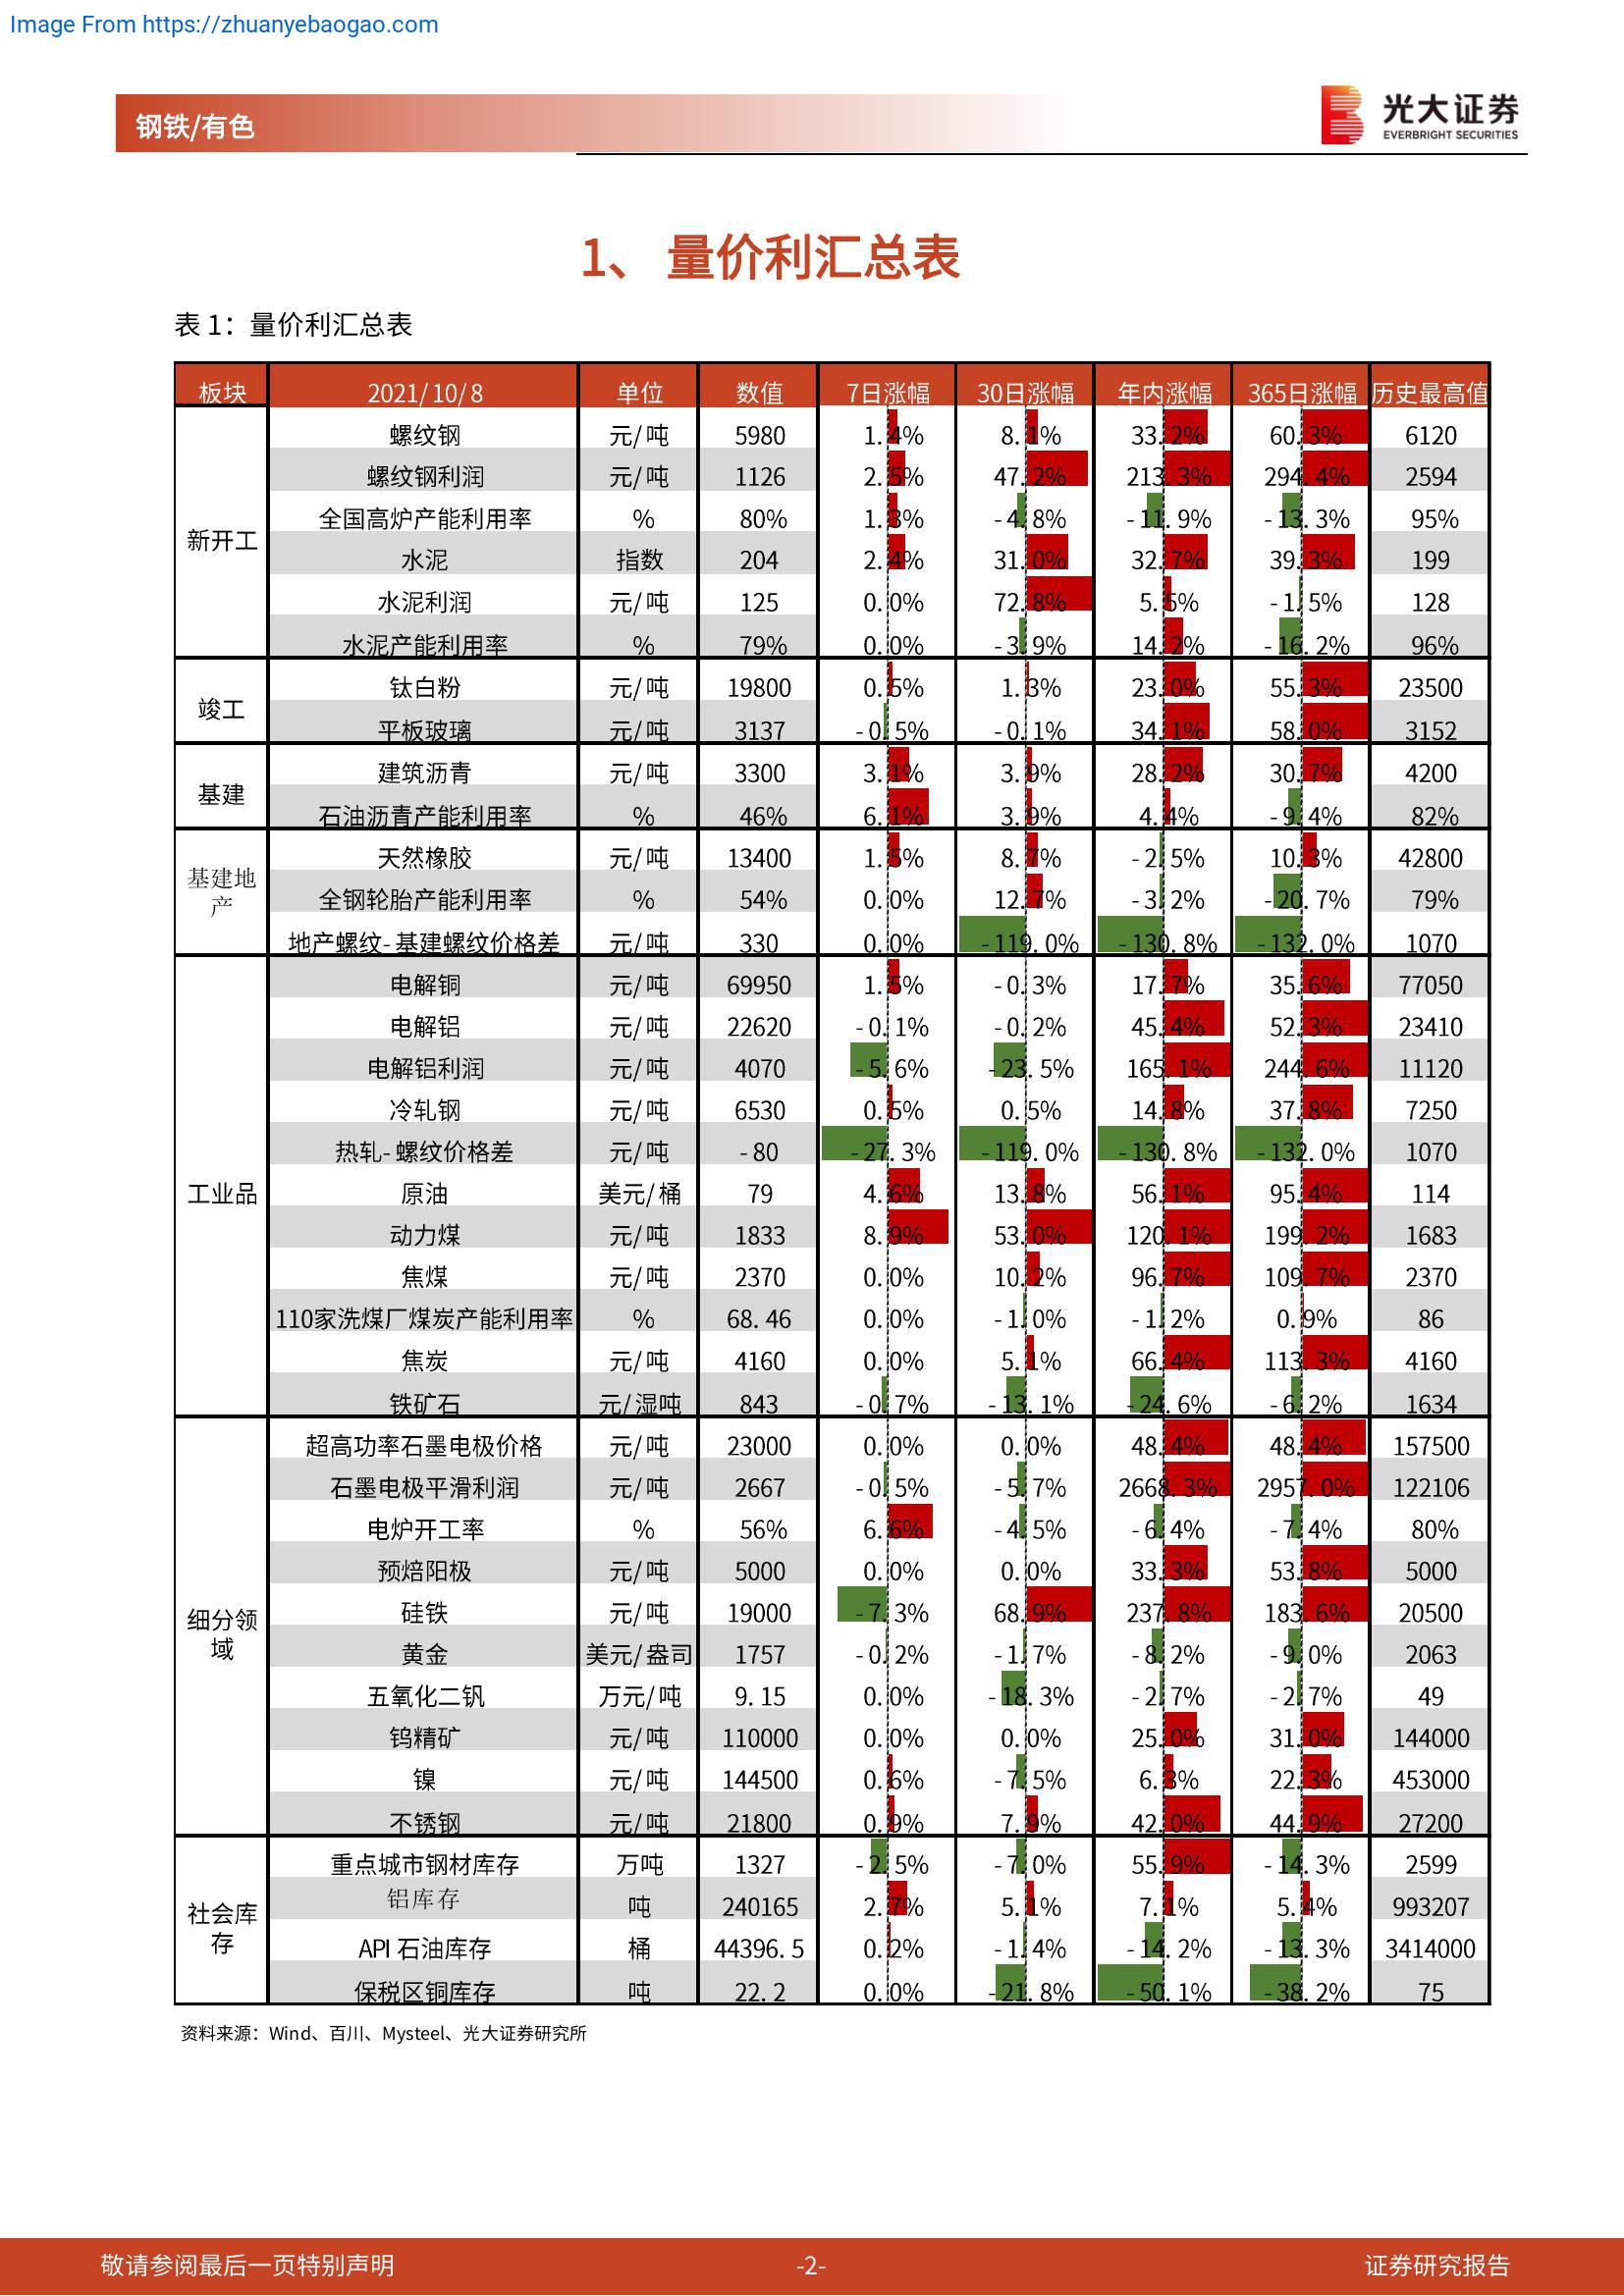 Image From https://zhuanyebaogao.com
钢铁/有色
光大证券
EVERBRIGHT SECURITIES
1、 量价利汇总表
表 1：量价利汇总表
板块 2021/10/8 单位 数值 7日涨幅 30日涨幅 年内涨幅 365日涨幅 历史最高值
螺纹钢 元/吨 5980 1.4% 8.1% 33.2% 60.3% 6120
螺纹钢利润 元/吨 1126 2.5% 47.2% 213.3% 294.4% 2594
全国高炉产能利用率 % 80% 1.3% -4.8% -11.9% -13.3% 95%
新开工
水泥 指数 204 2.4% 31.0% 32.7% 39.3% 199
水泥利润 元/吨 125 0.0% 72.8% 5.5% -1.5% 128
水泥产能利用率 % 79% 0.0% -3.9% 14.2% -16.2% 96%
钛白粉 元/吨 19800 0.5% 1.3% 23.0% 55.3% 23500
竣工
平板玻璃 元/吨 3137 -0.5% -0.1% 34.1% 58.0% 3152
建筑沥青 元/吨 3300 3.1% 3.9% 28.2% 30.7% 4200
基建
石油沥青产能利用率 % 46% 6.1% 3.9% 4.4% -9.4% 82%
天然橡胶 元/吨 13400 1.5% 8.7% -2.5% 10.3% 42800
基建地
产
全钢轮胎产能利用率 % 54% 0.0% 12.7% -3.2% -20.7% 79%
地产螺纹-基建螺纹价格差 元/吨 330 0.0% -119.0% -130.8% -132.0% 1070
电解铜 元/吨 69950 1.5% -0.3% 17.7% 35.6% 77050
电解铝 元/吨 22620 -0.1% -0.2% 45.4% 52.3% 23410
电解铝利润 元/吨 4070 -5.6% -23.5% 165.1% 244.6% 11120
冷轧钢 元/吨 6530 0.5% 0.5% 14.8% 37.8% 7250
热轧-螺纹价格差 元/吨 -80 -27.3% -119.0% -130.8% -132.0% 1070
工业品 原油 美元/桶 79 4.6% 13.8% 56.1% 95.4% 114
动力煤 元/吨 1833 8.9% 53.0% 120.1% 199.2% 1683
焦煤 元/吨 2370 0.0% 10.2% 96.7% 109.7% 2370
110家洗煤厂煤炭产能利用率 % 68.46 0.0% -1.0% -1.2% 0.9% 86
焦炭 元/吨 4160 0.0% 5.1% 66.4% 113.3% 4160
铁矿石 元/湿吨 843 -0.7% -13.1% -24.6% -6.2% 1634
超高功率石墨电极价格 元/吨 23000 0.0% 0.0% 48.4% 48.4% 157500
石墨电极平滑利润 元/吨 2667 -0.5% -5.7% 2668.3% 2957.0% 122106
电炉开工率 % 56% 6.6% -4.5% -6.4% -7.4% 80%
预焙阳极 元/吨 5000 0.0% 0.0% 33.3% 53.8% 5000
硅铁 元/吨 19000 -7.3% 68.9% 237.8% 183.6% 20500
细分领
域
黄金 美元/盎司 1757 -0.2% -1.7% -8.2% -9.0% 2063
五氧化二钒 万元/吨 9.15 0.0% -18.3% -2.7% -2.7% 49
钨精矿 元/吨 110000 0.0% 0.0% 25.0% 31.0% 144000
镍 元/吨 144500 0.6% -7.5% 6.3% 22.3% 453000
不锈钢 元/吨 21800 0.9% 7.9% 42.0% 44.9% 27200
重点城市钢材库存 万吨 1327 -2.5% -7.0% 55.9% -14.3% 2599
铝库存 吨 240165 2.7% 5.1% 7.1% 5.4% 993207
社会库
存
API 石油库存 桶 44396.5 0.2% -1.4% -14.2% -13.3% 3414000
保税区铜库存 吨 22.2 0.0% -21.8% -50.1% -38.2% 75
资料来源：Wind、百川、Mysteel、光大证券研究所
敬请参阅最后一页特别声明 -2- 证券研究报告